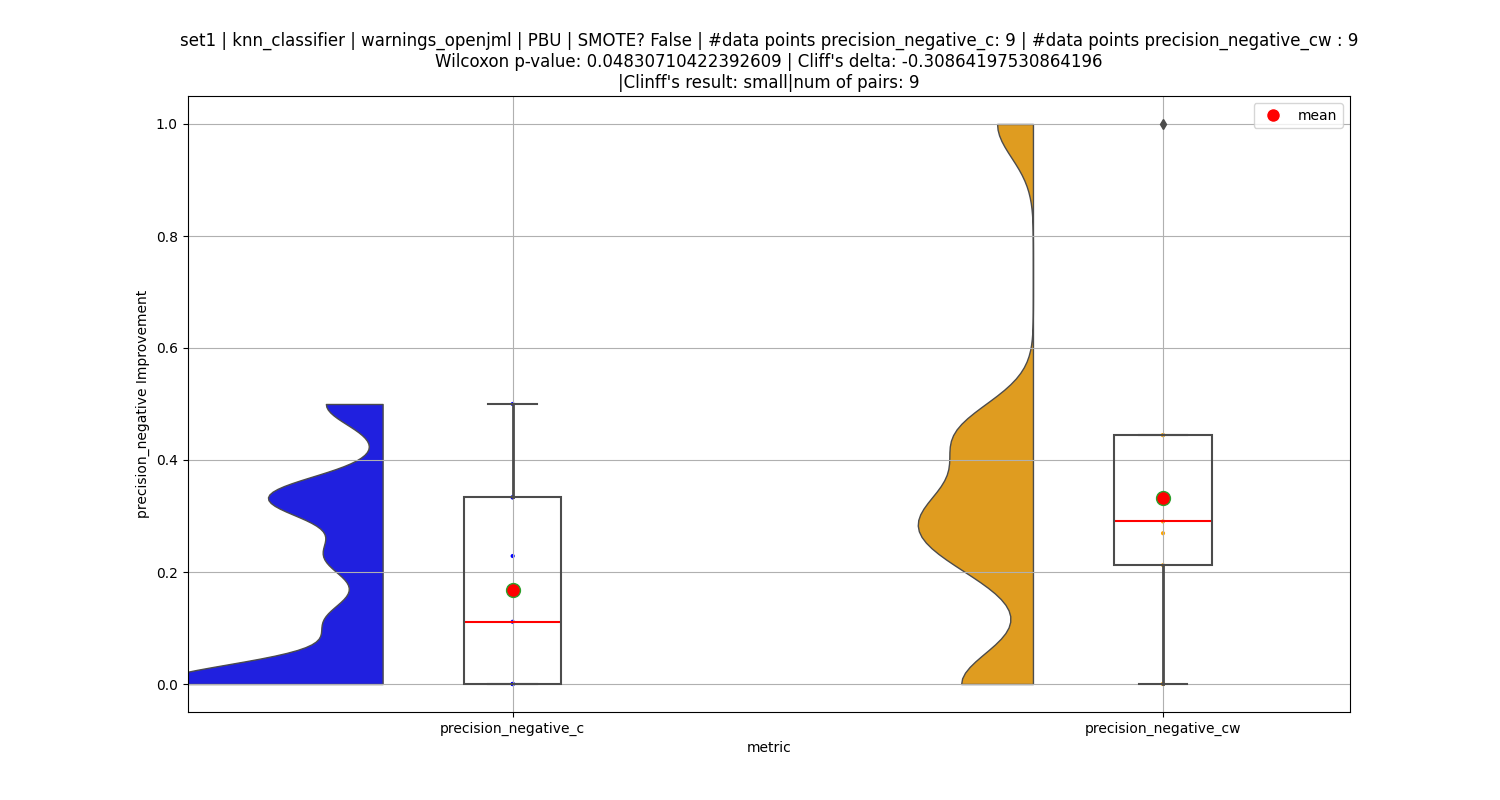 set1 | knn_classifier | warnings_openjml | PBU | SMOTE? False | #data points precision_negative_c: 9 | #data points precision_negative_cw : 9
Wilcoxon p-value: 0.04830710422392609 | Cliff's delta: -0.30864197530864196
|Clinff's result: small|num of pairs: 9
mean
1.0
0.8
0.6
0.4
0.2
0.0
precision_negative Improvement
precision_negative_c
precision_negative_cw
metric